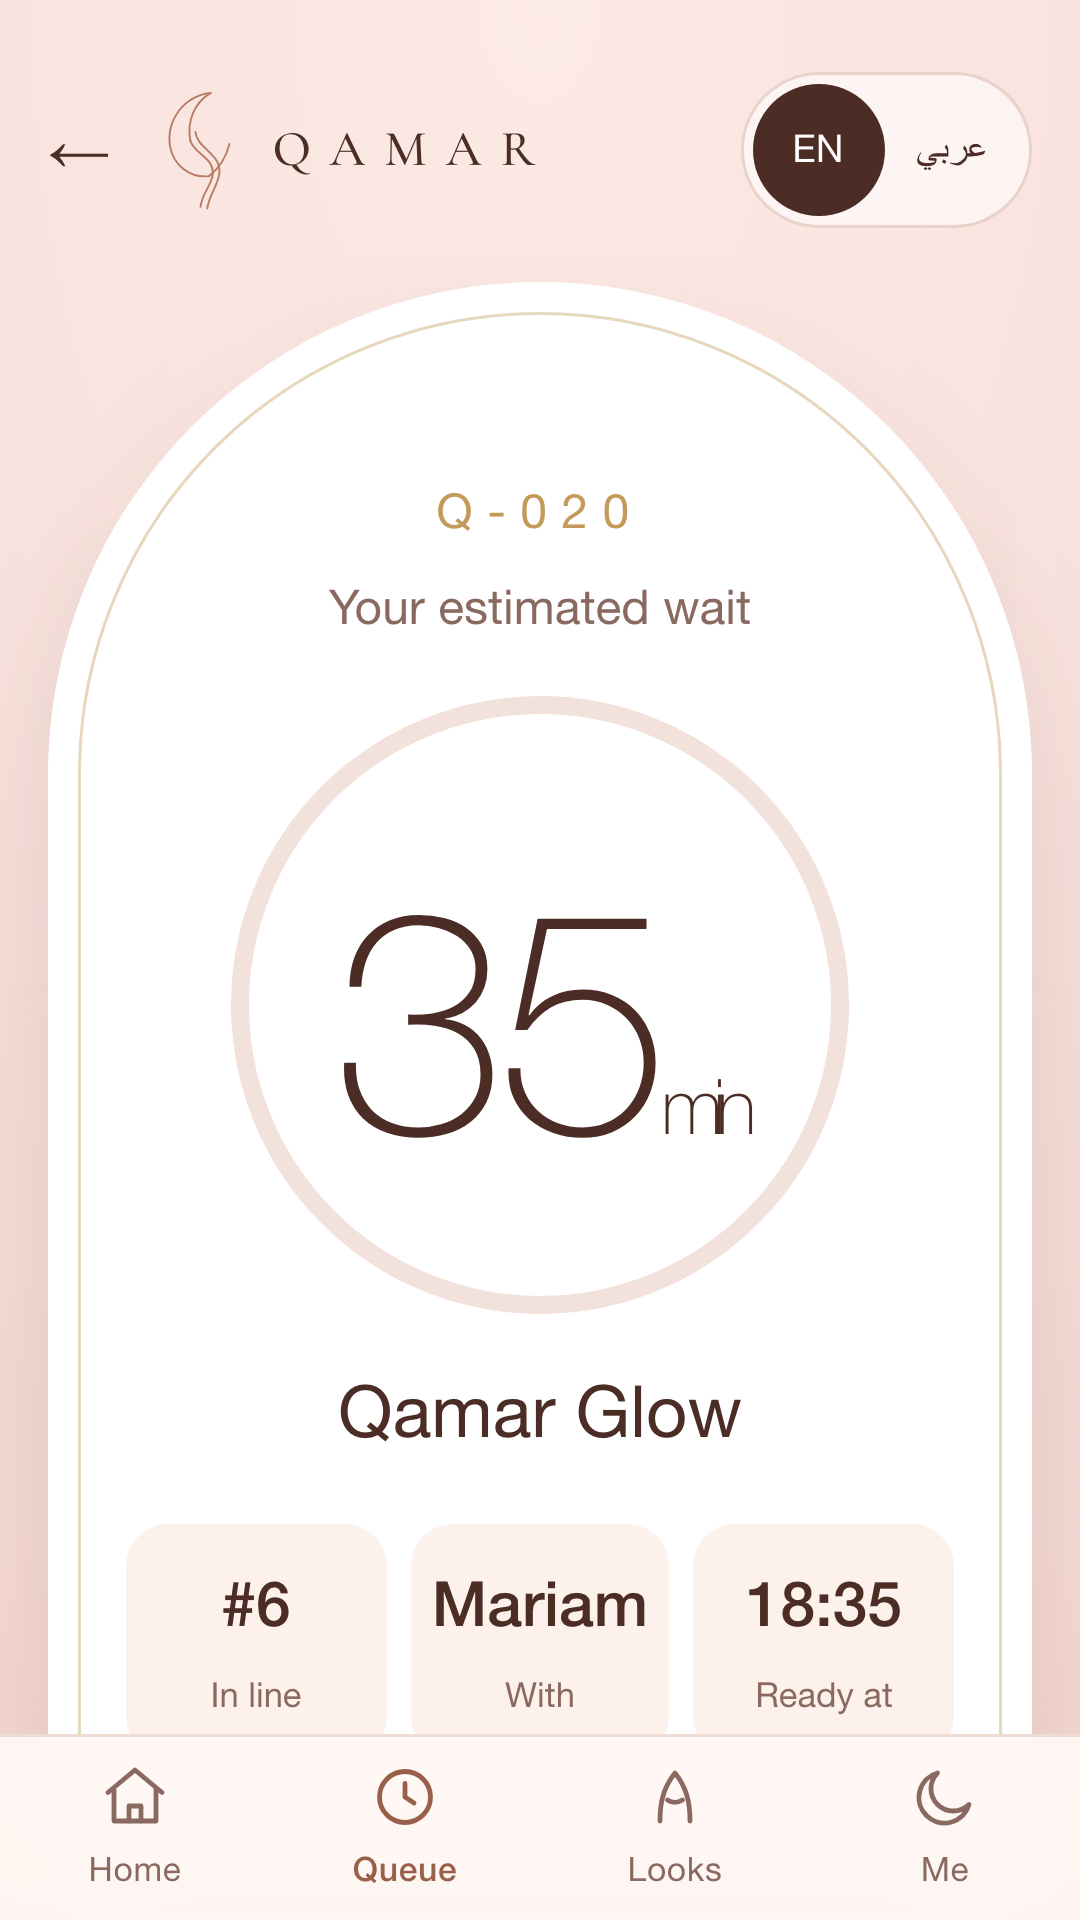 ← QAMAR
EN عربي
Q-020
Your estimated wait
35 min
Qamar Glow
#6 Mariam 18:35
In line With Ready at
Home Queue Looks Me